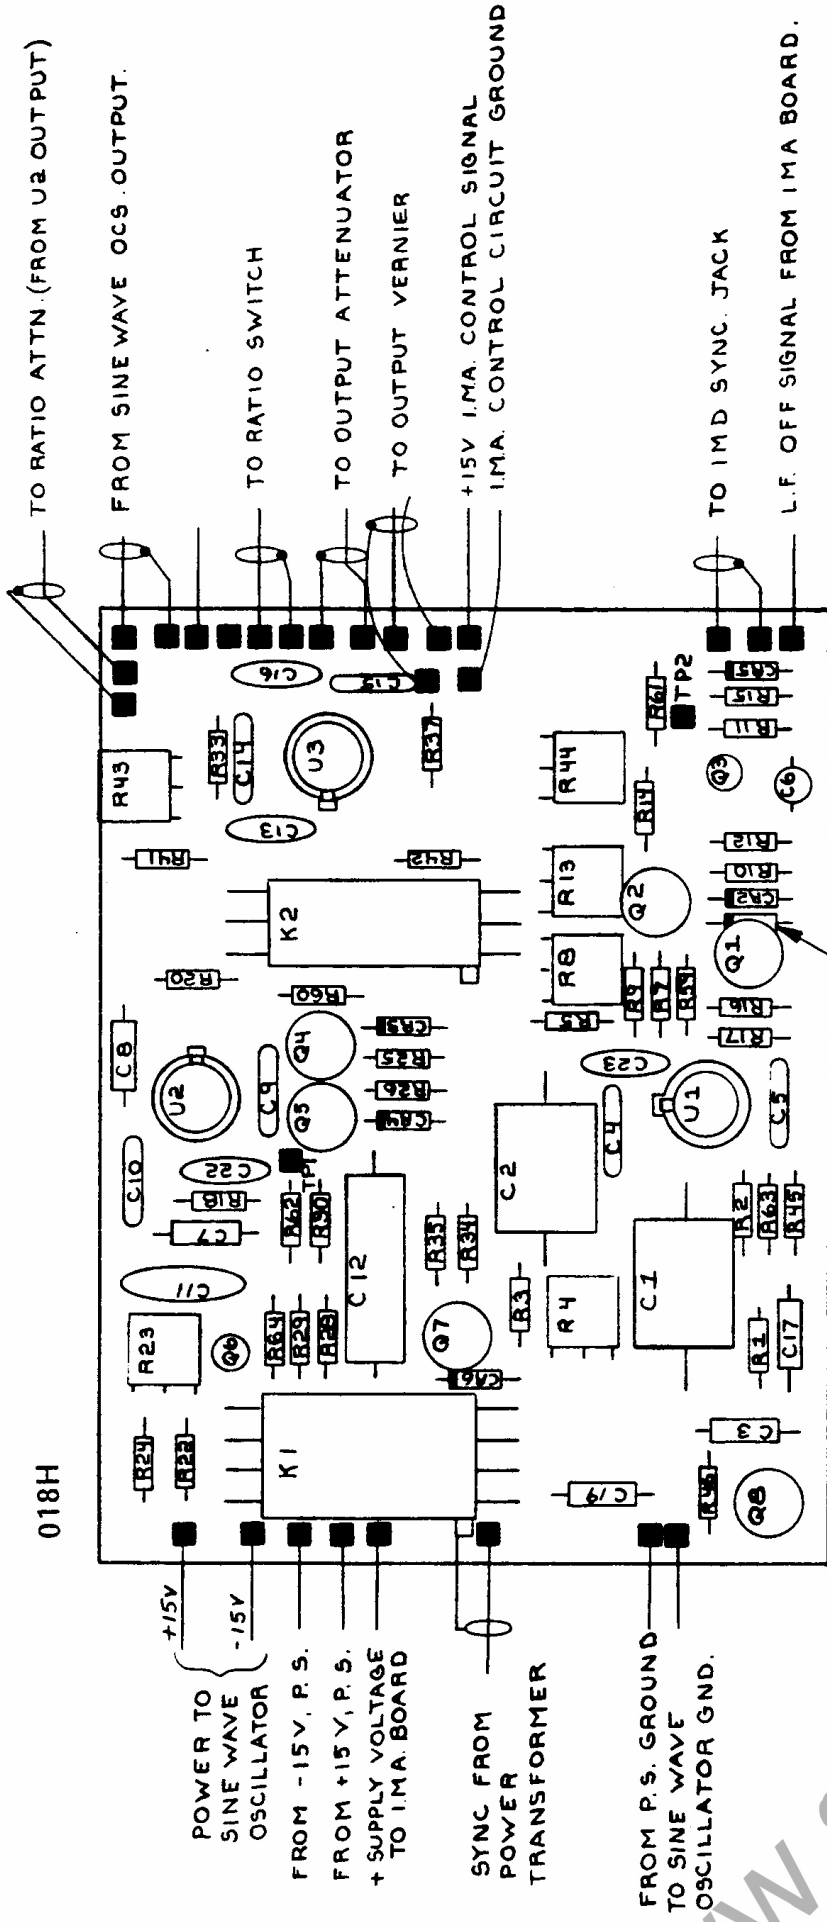 018H
POWER TO
SINE WAVE
OSCILLATOR
+15V
-15V
FROM -15V, P.S.
FROM +15V, P.S.
+ SUPPLY VOLTAGE
TO I.M.A. BOARD
SYNC FROM
POWER
TRANSFORMER
FROM P.S. GROUND
TO SINE WAVE
OSCILLATOR GND.
TO RATIO ATTN. (FROM U2 OUTPUT)
FROM SINE WAVE OCS. OUTPUT.
TO RATIO SWITCH
TO OUTPUT ATTENUATOR
TO OUTPUT VERNIER
+15V I.M.A. CONTROL SIGNAL
I.M.A. CONTROL CIRCUIT GROUND
TO IMD SYNC. JACK
L.F. OFF SIGNAL FROM IMA BOARD.
R24
R22
R23
Q6
C11
C7
R18
C22
C10
C8
U2
C9
R20
R41
R43
R33
C14
C13
U3
C16
C15
R37
R42
K2
R60
Q4
Q5
CR5
R25
R26
CR4
TP1
R62
R30
C12
R64
R29
R28
K1
Q7
CR6
R35
R34
R3
R4
C2
C4
C23
R5
R8
R13
R44
R9
R7
R59
Q2
R14
R61
TP2
Q3
C6
R11
R15
CR5
R12
R10
CR2
Q1
R16
R17
U1
C5
R2
R63
R45
C1
R1
C17
C3
C19
R46
Q8